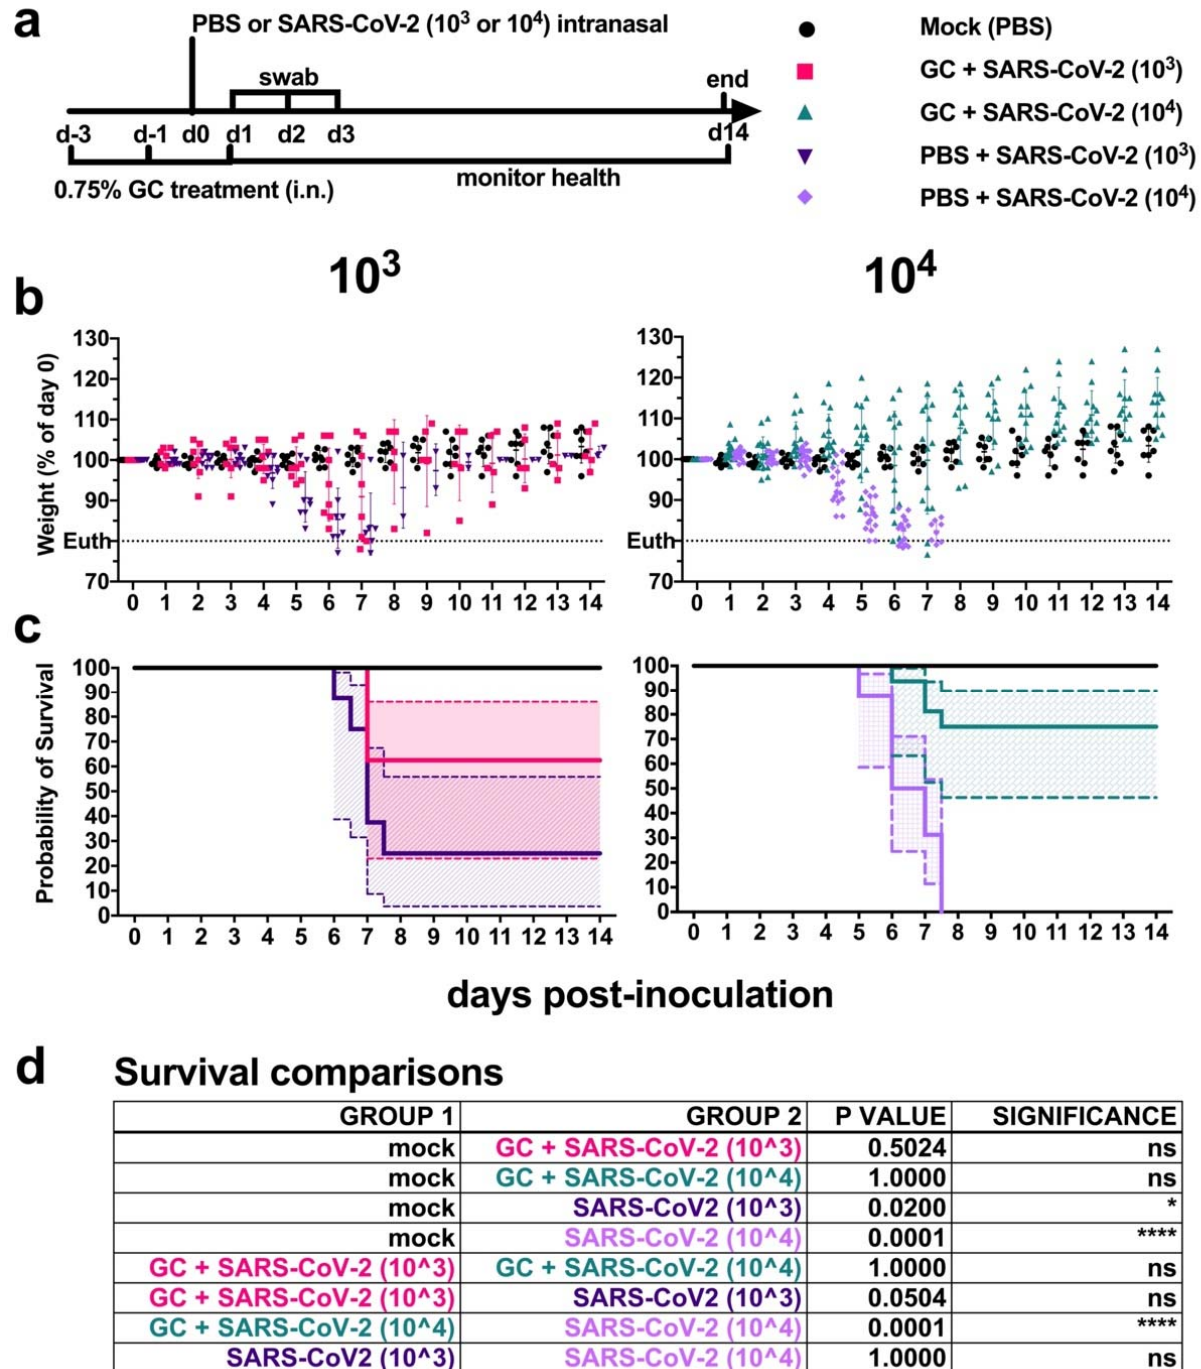 a
PBS or SARS-CoV-2 (10³ or 10⁴) intranasal
swab
end
d-3 d-1 d0 d1 d2 d3 d14
0.75% GC treatment (i.n.)
monitor health
Mock (PBS)
GC + SARS-CoV-2 (10³)
GC + SARS-CoV-2 (10⁴)
PBS + SARS-CoV-2 (10³)
PBS + SARS-CoV-2 (10⁴)
10³
10⁴
b
Weight (% of day 0)
130
120
110
100
90
Euth
70
0 1 2 3 4 5 6 7 8 9 10 11 12 13 14
130
120
110
100
90
Euth
70
0 1 2 3 4 5 6 7 8 9 10 11 12 13 14
c
Probability of Survival
100
90
80
70
60
50
40
30
20
10
0
0 1 2 3 4 5 6 7 8 9 10 11 12 13 14
100
90
80
70
60
50
40
30
20
10
0
0 1 2 3 4 5 6 7 8 9 10 11 12 13 14
days post-inoculation
d
Survival comparisons
GROUP 1 GROUP 2 P VALUE SIGNIFICANCE
mock GC + SARS-CoV-2 (10^3) 0.5024 ns
mock GC + SARS-CoV-2 (10^4) 1.0000 ns
mock SARS-CoV2 (10^3) 0.0200 *
mock SARS-CoV-2 (10^4) 0.0001 ****
GC + SARS-CoV-2 (10^3) GC + SARS-CoV-2 (10^4) 1.0000 ns
GC + SARS-CoV-2 (10^3) SARS-CoV2 (10^3) 0.0504 ns
GC + SARS-CoV-2 (10^4) SARS-CoV-2 (10^4) 0.0001 ****
SARS-CoV2 (10^3) SARS-CoV-2 (10^4) 1.0000 ns